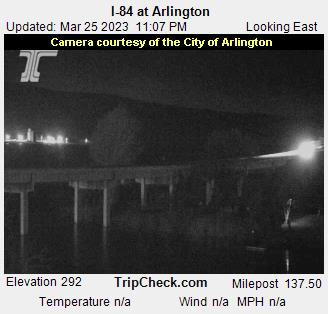 I-84 at Arlington
Updated: Mar 25 2023 11:07 PM Looking East
Camera courtesy of the City of Arlington
Elevation 292 TripCheck.com Milepost 137.50
Temperature n/a Wind n/a MPH n/a